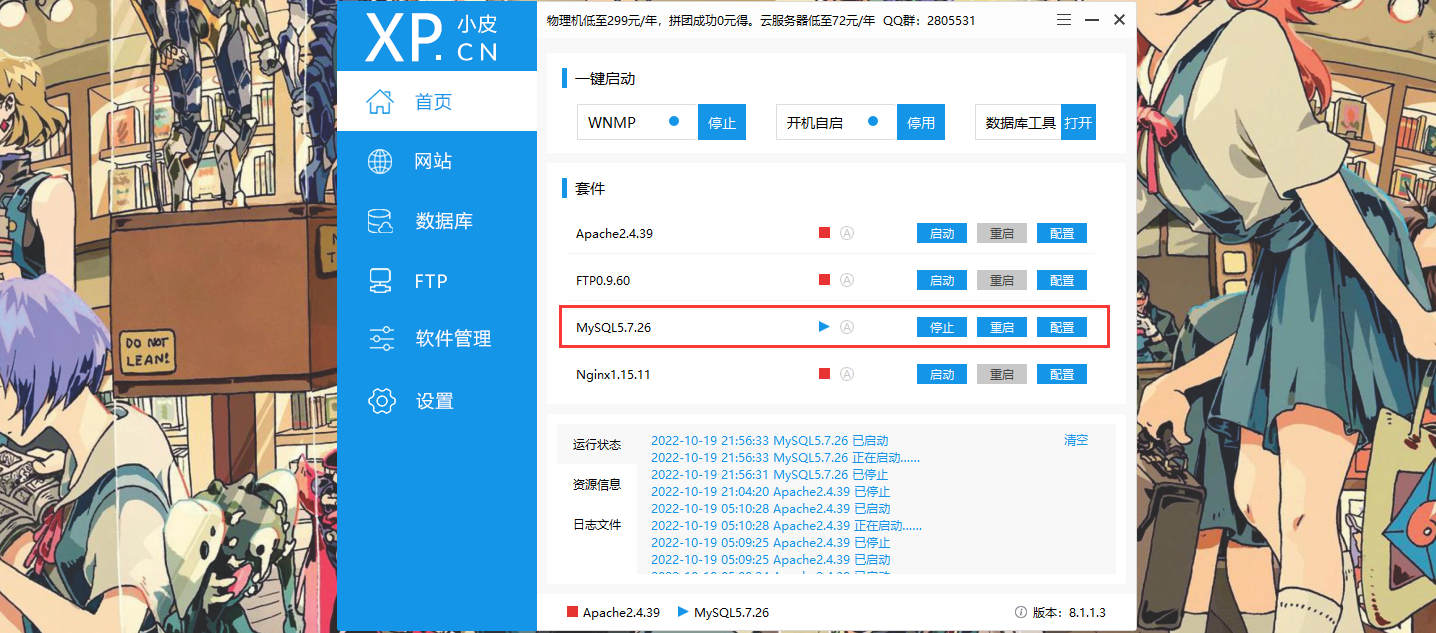 XP.CN 小皮
物理机低至299元/年，拼团成功0元得。云服务器低至72元/年 QQ群：2805531
首页
网站
数据库
FTP
软件管理
设置
一键启动
WNMP 停止 开机自启 停用 数据库工具 打开
套件
Apache2.4.39 A 启动 重启 配置
FTP0.9.60 A 启动 重启 配置
MySQL5.7.26 A 停止 重启 配置
Nginx1.15.11 A 启动 重启 配置
运行状态
资源信息
日志文件
清空
2022-10-19 21:56:33 MySQL5.7.26 已启动
2022-10-19 21:56:33 MySQL5.7.26 正在启动......
2022-10-19 21:56:31 MySQL5.7.26 已停止
2022-10-19 21:04:20 Apache2.4.39 已停止
2022-10-19 05:10:28 Apache2.4.39 已启动
2022-10-19 05:10:28 Apache2.4.39 正在启动......
2022-10-19 05:09:25 Apache2.4.39 已停止
2022-10-19 05:09:25 Apache2.4.39 已启动
Apache2.4.39 MySQL5.7.26 版本：8.1.1.3
DO NOT
LEAN!